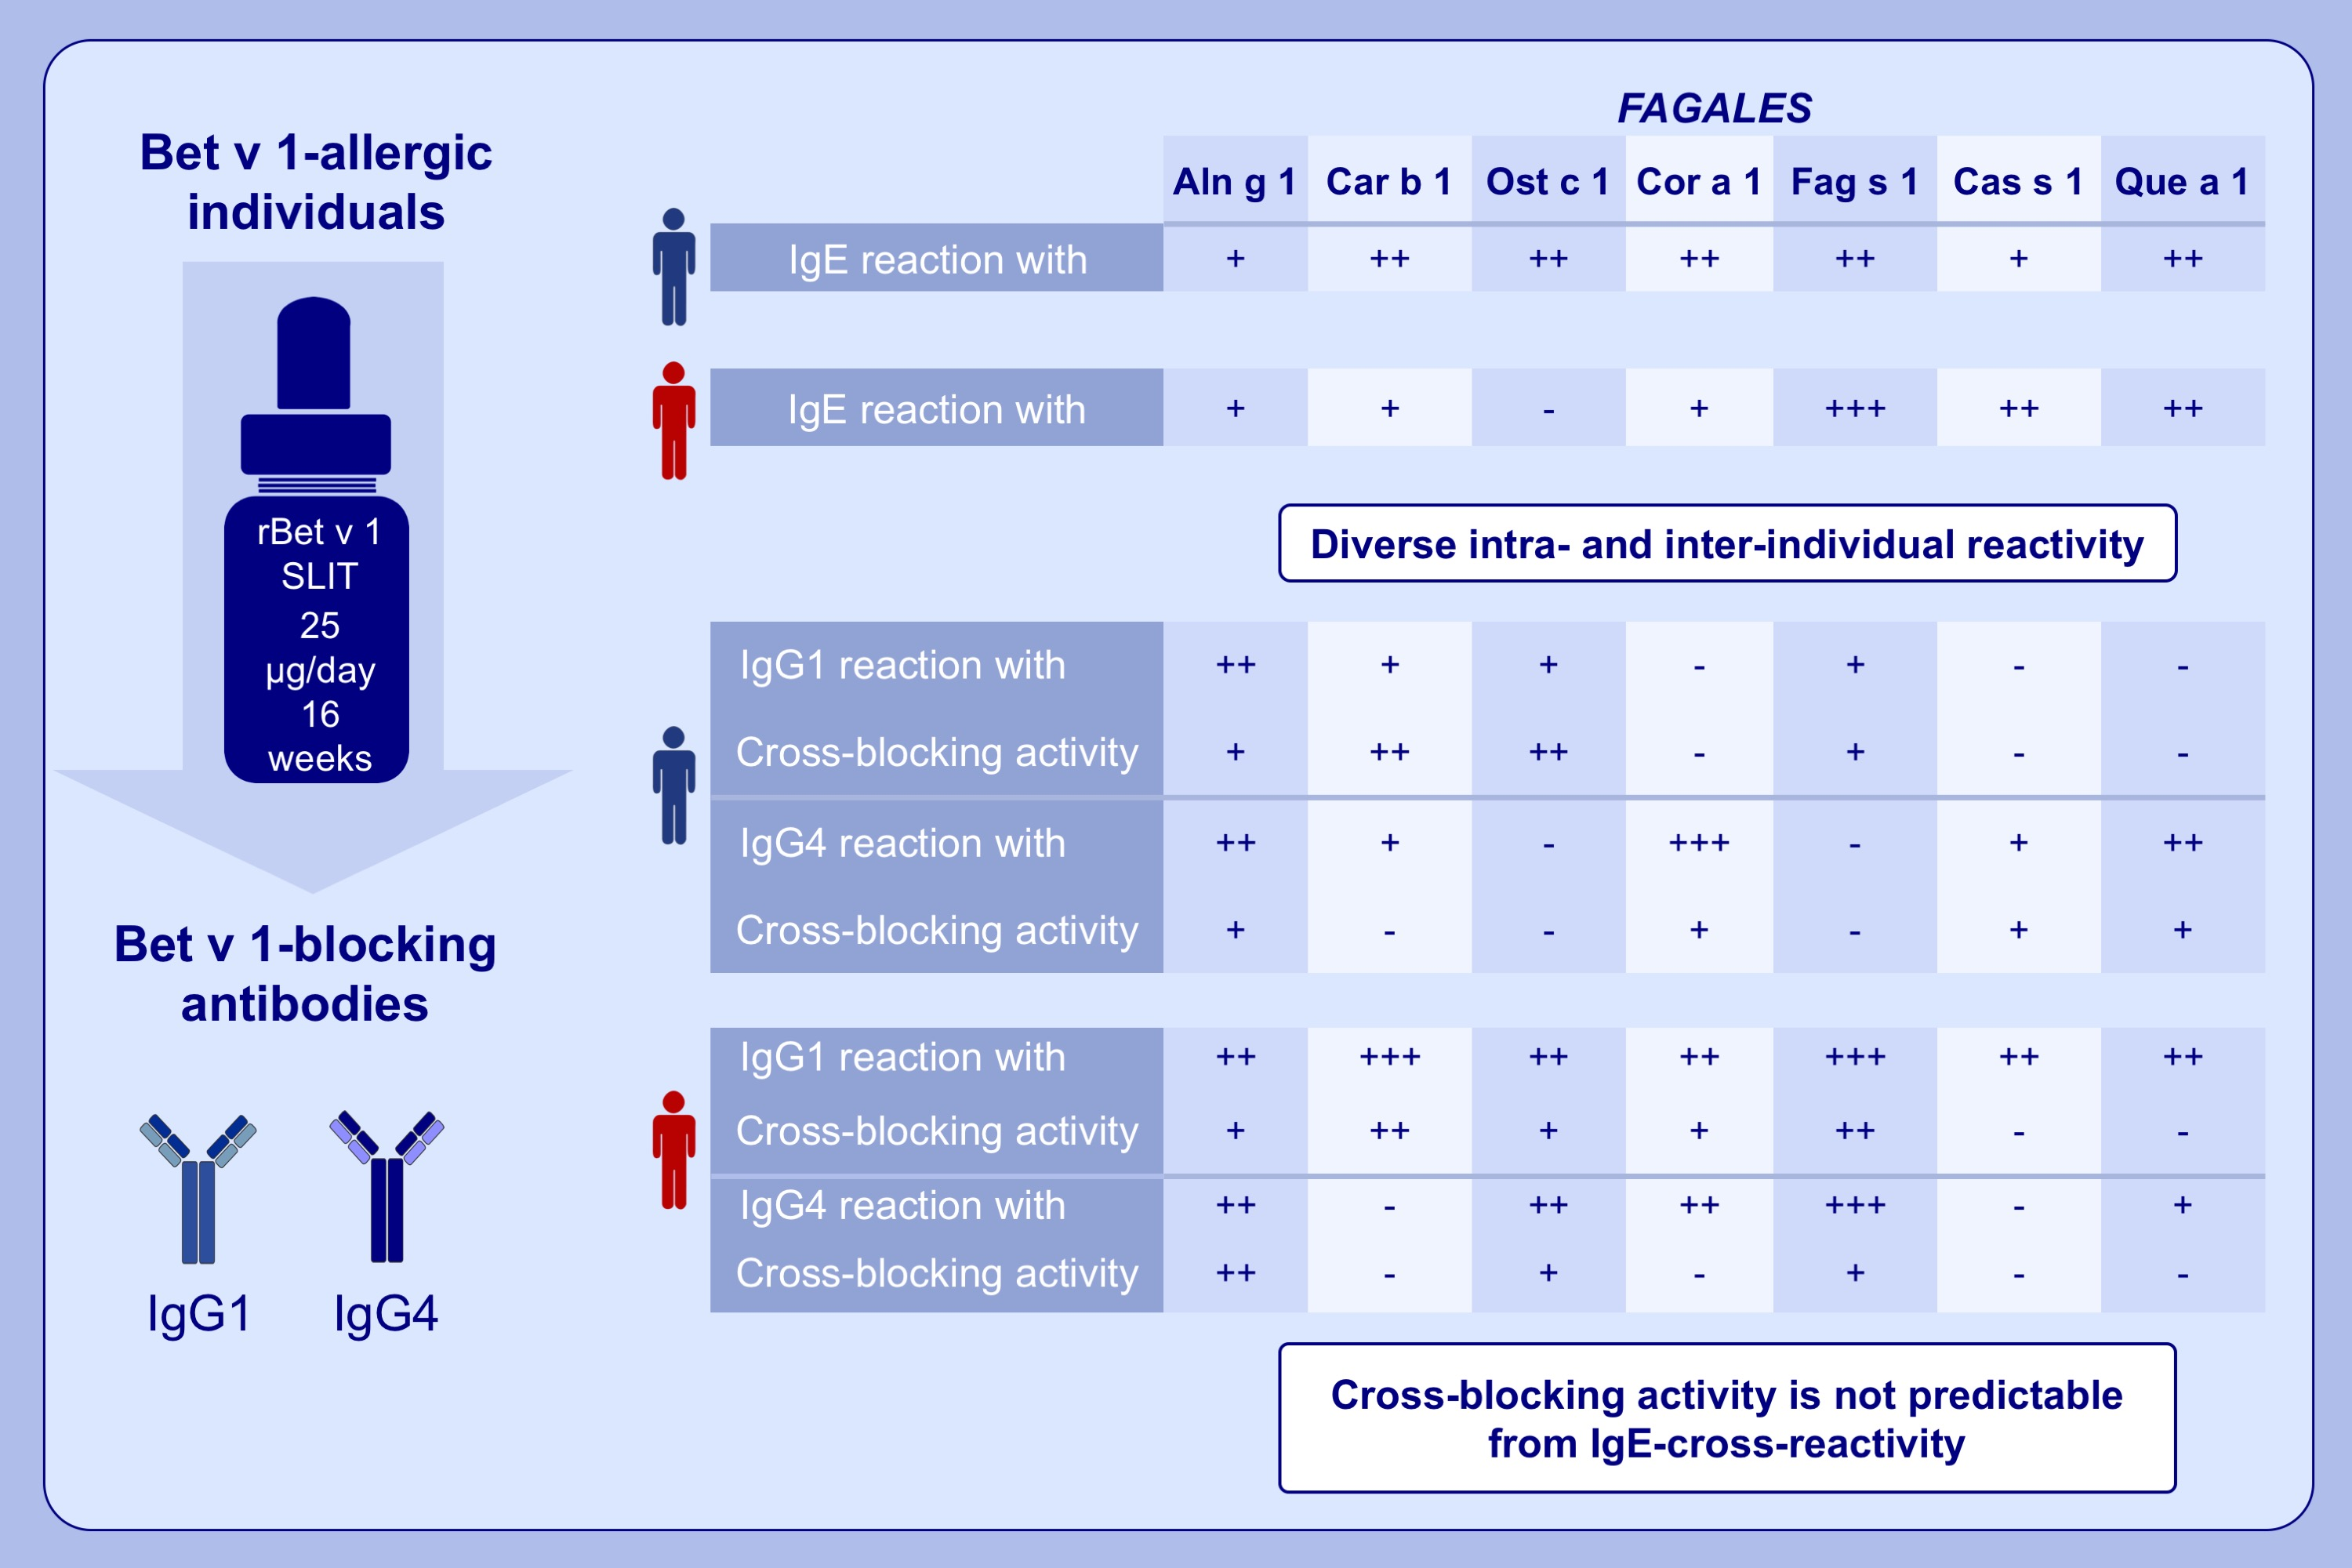 Bet v 1-allergic
individuals
rBet v 1
SLIT
25
µg/day
16
weeks
Bet v 1-blocking
antibodies
IgG1 IgG4
FAGALES
Aln g 1 Car b 1 Ost c 1 Cor a 1 Fag s 1 Cas s 1 Que a 1
IgE reaction with + ++ ++ ++ ++ + ++
IgE reaction with + + - + +++ ++ ++
Diverse intra- and inter-individual reactivity
IgG1 reaction with ++ + + - + - -
Cross-blocking activity + ++ ++ - + - -
IgG4 reaction with ++ + - +++ - + ++
Cross-blocking activity + - - + - + +
IgG1 reaction with ++ +++ ++ ++ +++ ++ ++
Cross-blocking activity + ++ + + ++ - -
IgG4 reaction with ++ - ++ ++ +++ - +
Cross-blocking activity ++ - + - + - -
Cross-blocking activity is not predictable
from IgE-cross-reactivity